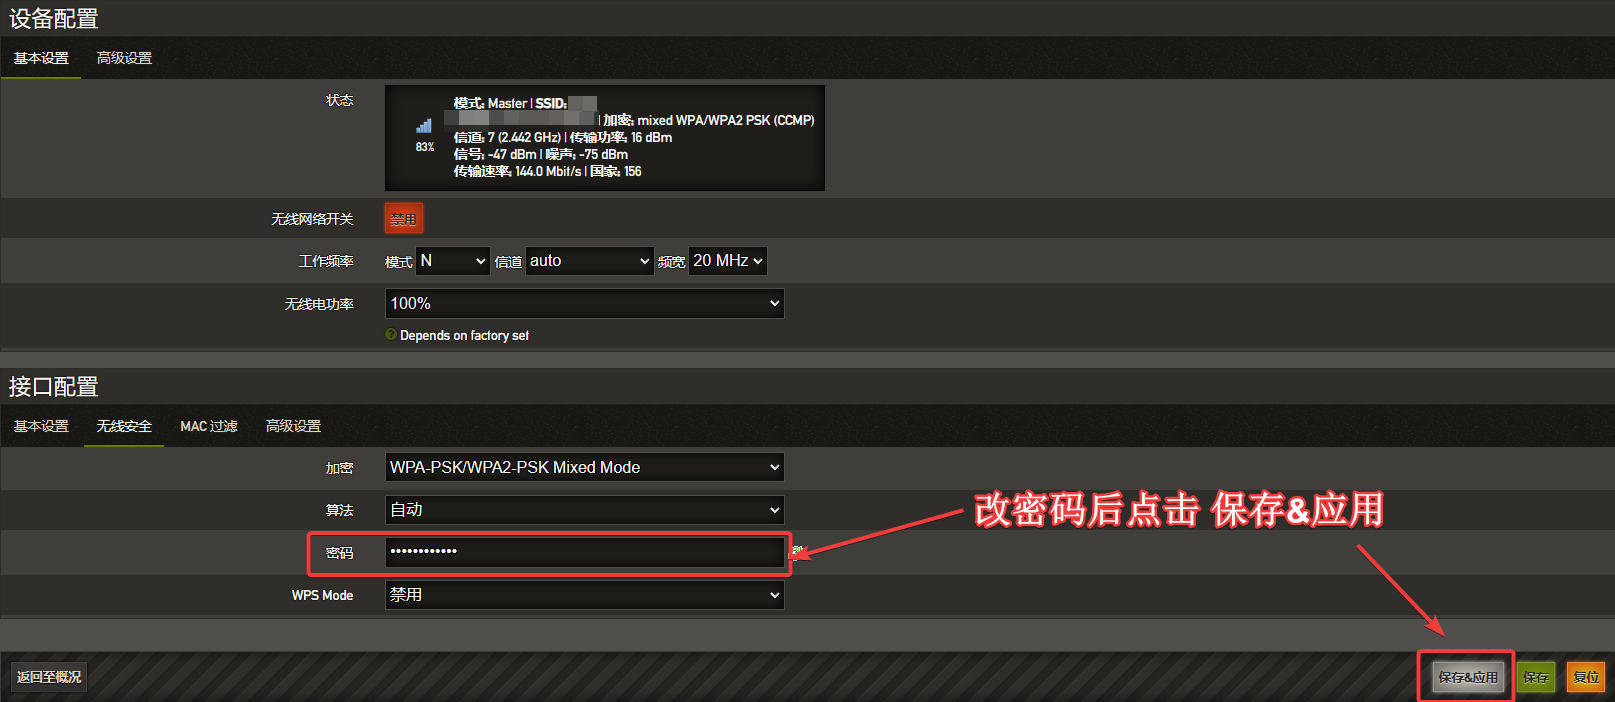 设备配置
基本设置 高级设置
状态
83%
模式: Master | SSID:
| 加密: mixed WPA/WPA2 PSK (CCMP)
信道: 7 (2.442 GHz) | 传输功率: 16 dBm
信号: -47 dBm | 噪声: -75 dBm
传输速率: 144.0 Mbit/s | 国家: 156
无线网络开关 禁用
工作频率 模式 N 信道 auto 频宽 20 MHz
无线电功率 100%
Depends on factory set
接口配置
基本设置 无线安全 MAC 过滤 高级设置
加密 WPA-PSK/WPA2-PSK Mixed Mode
算法 自动
改密码后点击 保存&应用
密码 ••••••••••••
WPS Mode 禁用
返回至概况 保存&应用 保存 复位